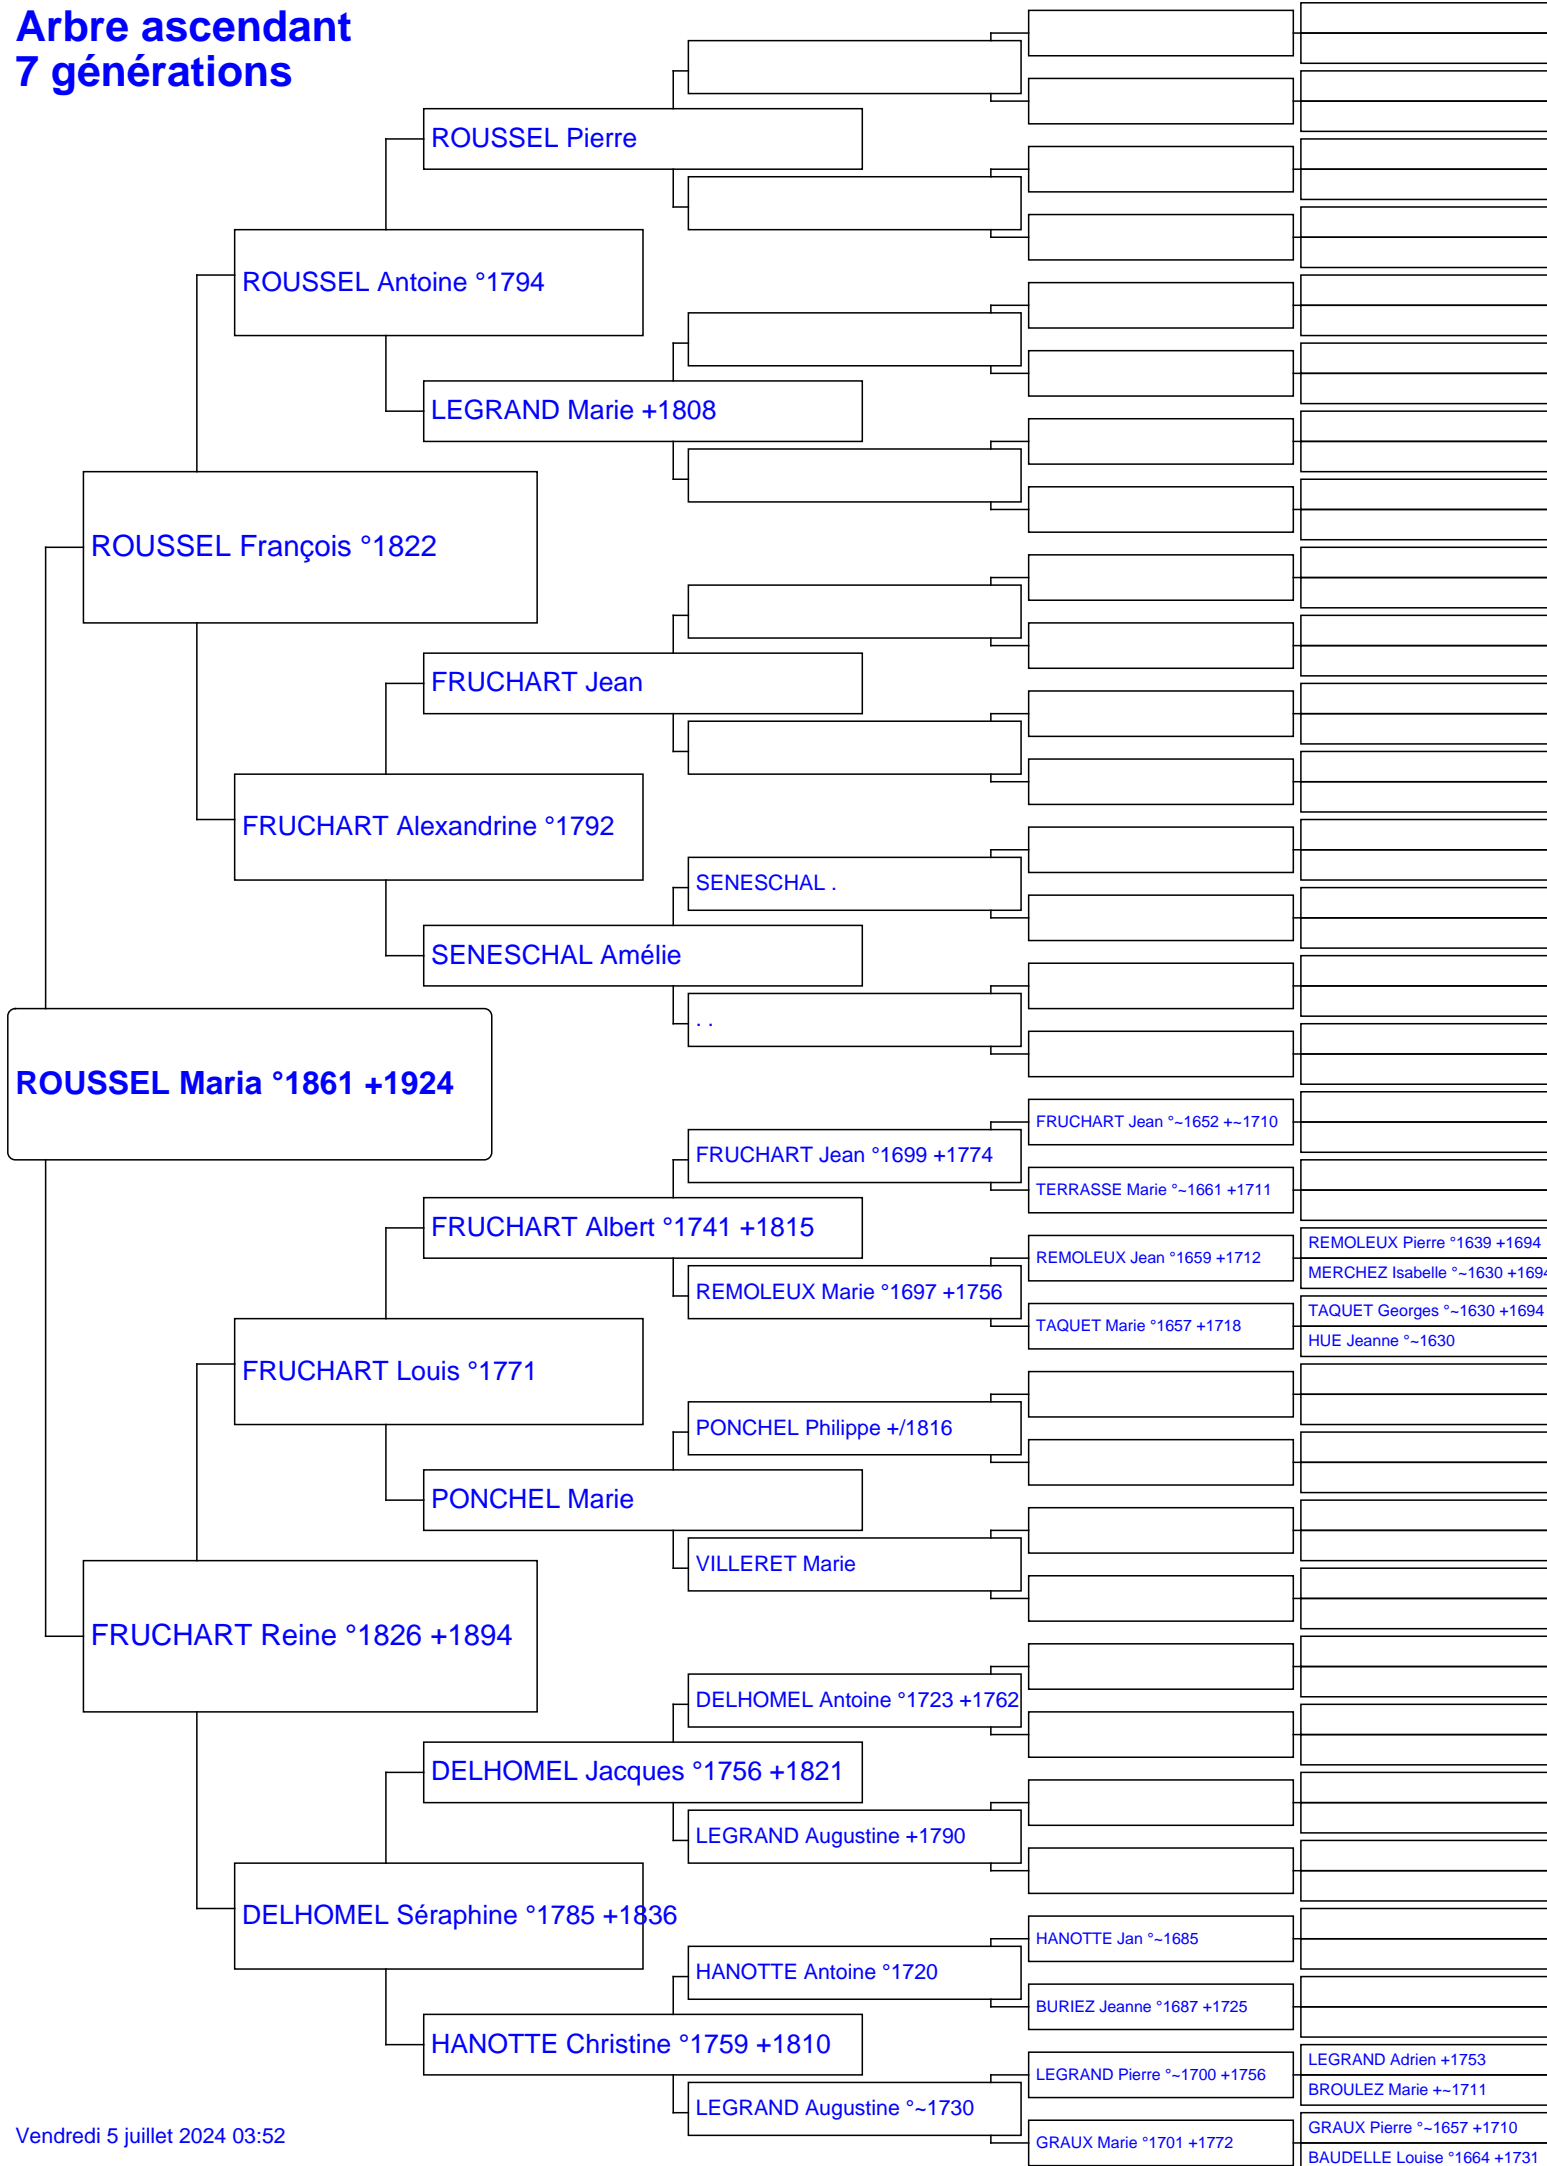 Arbre ascendant
7 générations
ROUSSEL Pierre
ROUSSEL Antoine °1794
LEGRAND Marie +1808
ROUSSEL François °1822
FRUCHART Jean
FRUCHART Alexandrine °1792
SENESCHAL .
SENESCHAL Amélie
. .
ROUSSEL Maria °1861 +1924
FRUCHART Jean °~1652 +~1710
FRUCHART Jean °1699 +1774
TERRASSE Marie °~1661 +1711
FRUCHART Albert °1741 +1815
REMOLEUX Pierre °1639 +1694
REMOLEUX Jean °1659 +1712
MERCHEZ Isabelle °~1630 +1694
REMOLEUX Marie °1697 +1756
TAQUET Georges °~1630 +1694
TAQUET Marie °1657 +1718
HUE Jeanne °~1630
FRUCHART Louis °1771
PONCHEL Philippe +/1816
PONCHEL Marie
VILLERET Marie
FRUCHART Reine °1826 +1894
DELHOMEL Antoine °1723 +1762
DELHOMEL Jacques °1756 +1821
LEGRAND Augustine +1790
DELHOMEL Séraphine °1785 +1836
HANOTTE Jan °~1685
HANOTTE Antoine °1720
BURIEZ Jeanne °1687 +1725
HANOTTE Christine °1759 +1810
LEGRAND Adrien +1753
LEGRAND Pierre °~1700 +1756
BROULEZ Marie +~1711
LEGRAND Augustine °~1730
GRAUX Pierre °~1657 +1710
GRAUX Marie °1701 +1772
BAUDELLE Louise °1664 +1731
Vendredi 5 juillet 2024 03:52